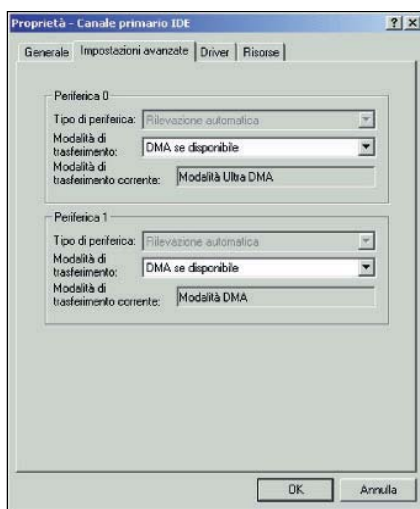 Proprietà - Canale primario IDE
Generale Impostazioni avanzate Driver Risorse
Periferica 0
Tipo di periferica: Rilevazione automatica
Modalità di
trasferimento: DMA se disponibile
Modalità di
trasferimento corrente: Modalità Ultra DMA
Periferica 1
Tipo di periferica: Rilevazione automatica
Modalità di
trasferimento: DMA se disponibile
Modalità di
trasferimento corrente: Modalità DMA
OK Annulla